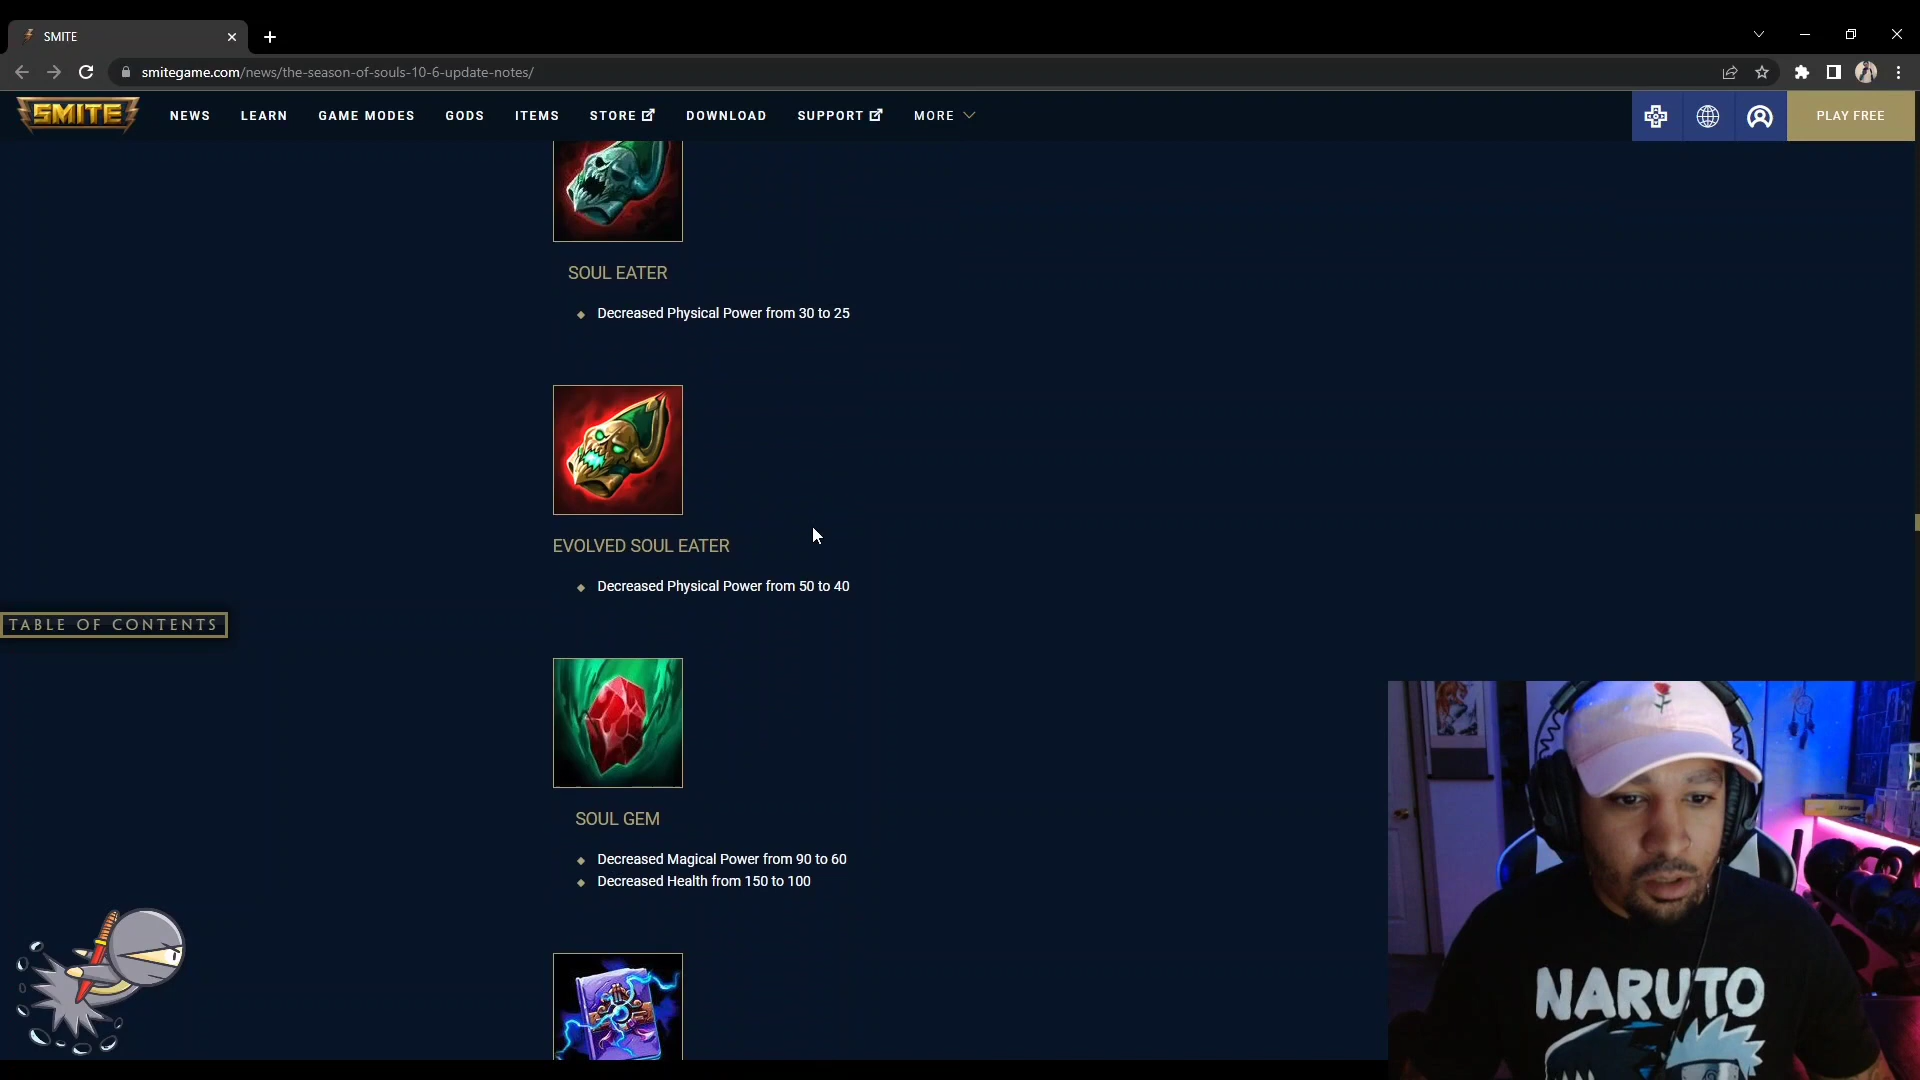 SMITE
smitegame.com/news/the-season-of-souls-10-6-update-notes/
SMITE
NEWS
LEARN
GAME MODES
GODS
ITEMS
STORE
DOWNLOAD
SUPPORT
MORE
PLAY FREE
SOUL EATER
Decreased Physical Power from 30 to 25
EVOLVED SOUL EATER
Decreased Physical Power from 50 to 40
TABLE OF CONTENTS
SOUL GEM
Decreased Magical Power from 90 to 60
Decreased Health from 150 to 100
NARUTO